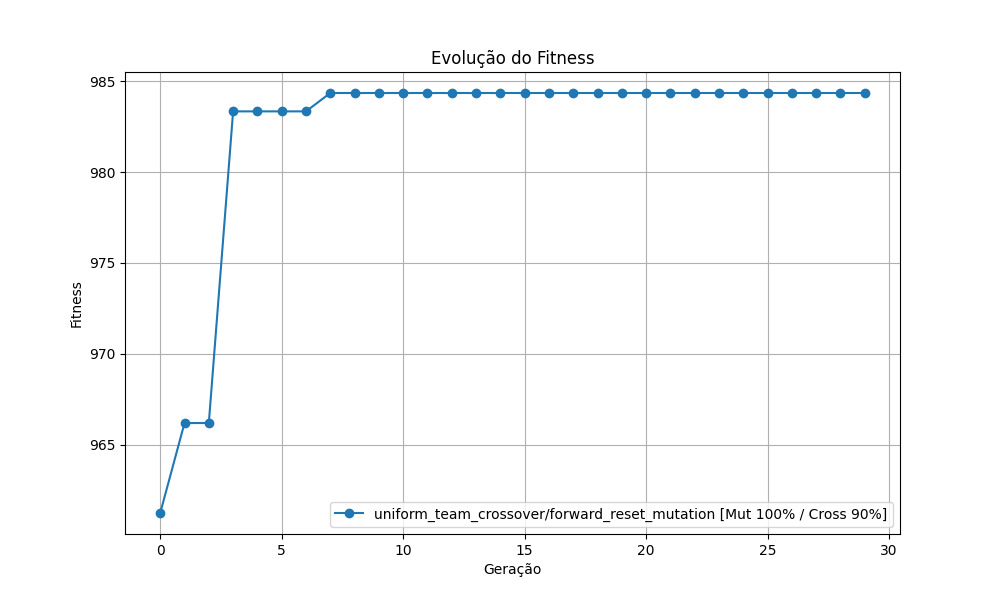 Evolução do Fitness
985
980
975
970
965
Fitness
uniform_team_crossover/forward_reset_mutation [Mut 100% / Cross 90%]
0 5 10 15 20 25 30
Geração